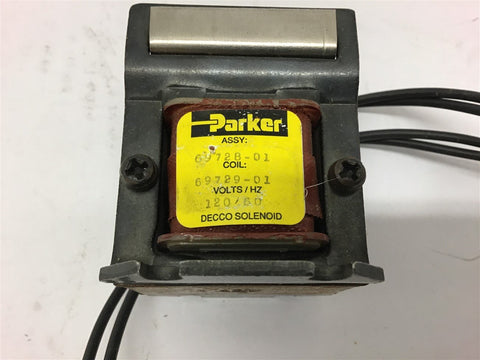 Parker
ASSY:
69728-01
COIL:
69729-01
VOLTS/HZ
120/60
DECCO SOLENOID